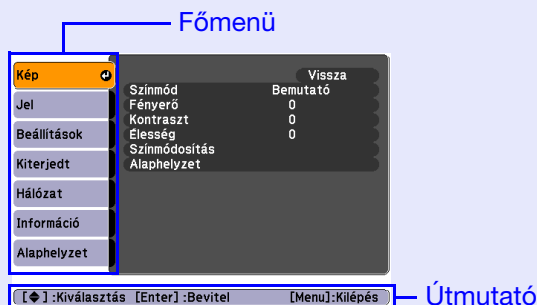 Főmenü
Kép
Jel
Beállítások
Kiterjedt
Hálózat
Információ
Alaphelyzet
Vissza
Színmód Bemutató
Fényerő 0
Kontraszt 0
Élesség 0
Színmódosítás
Alaphelyzet
[◆] :Kiválasztás [Enter] :Bevitel [Menu]:Kilépés
Útmutató